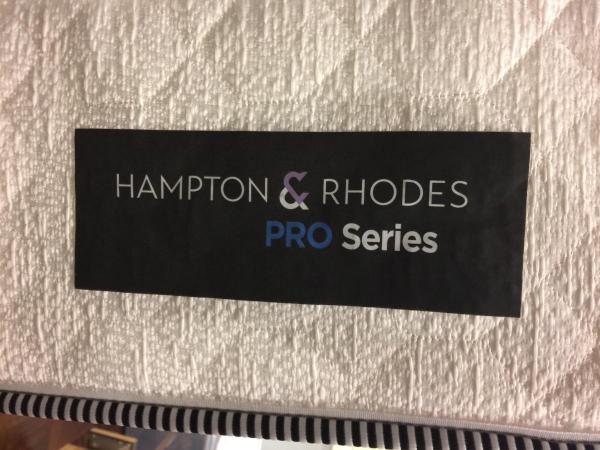 HAMPTON & RHODES
PRO Series